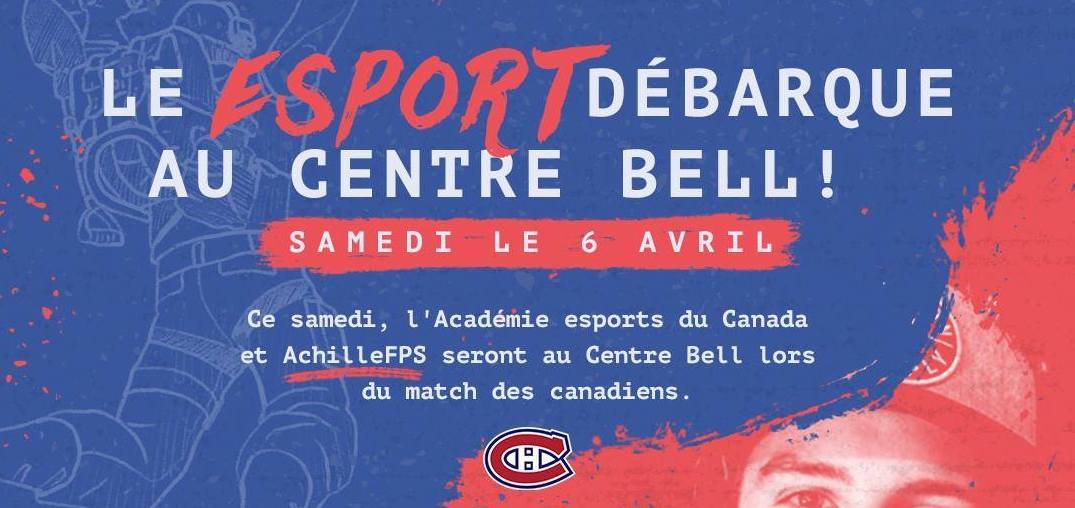 LE ESPORT DÉBARQUE
AU CENTRE BELL!
SAMEDI LE 6 AVRIL
Ce samedi, l'Académie esports du Canada
et AchilleFPS seront au Centre Bell lors
du match des canadiens.
CH